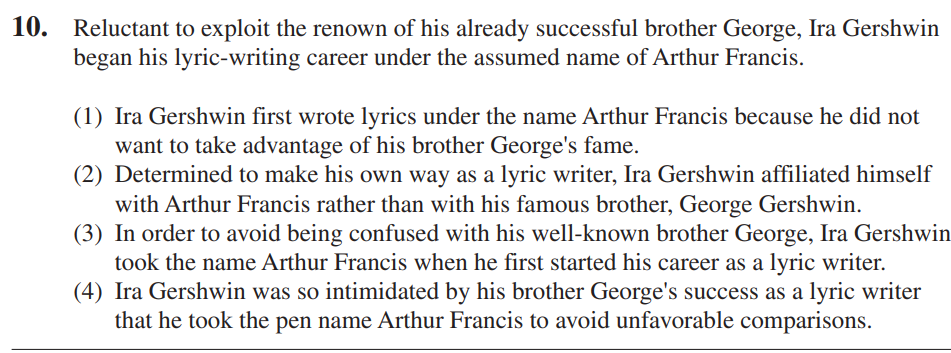 10. Reluctant to exploit the renown of his already successful brother George, Ira Gershwin
began his lyric-writing career under the assumed name of Arthur Francis.
(1) Ira Gershwin first wrote lyrics under the name Arthur Francis because he did not
want to take advantage of his brother George's fame.
(2) Determined to make his own way as a lyric writer, Ira Gershwin affiliated himself
with Arthur Francis rather than with his famous brother, George Gershwin.
(3) In order to avoid being confused with his well-known brother George, Ira Gershwin
took the name Arthur Francis when he first started his career as a lyric writer.
(4) Ira Gershwin was so intimidated by his brother George's success as a lyric writer
that he took the pen name Arthur Francis to avoid unfavorable comparisons.